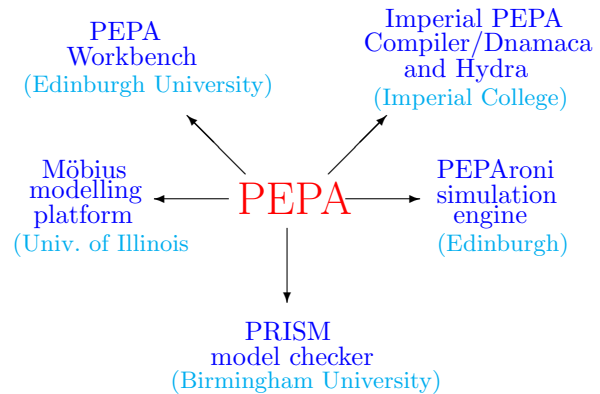 PEPA
Workbench
(Edinburgh University)
Imperial PEPA
Compiler/Dnamaca
and Hydra
(Imperial College)
Möbius
modelling
platform
(Univ. of Illinois
PEPA
PEPAroni
simulation
engine
(Edinburgh)
PRISM
model checker
(Birmingham University)